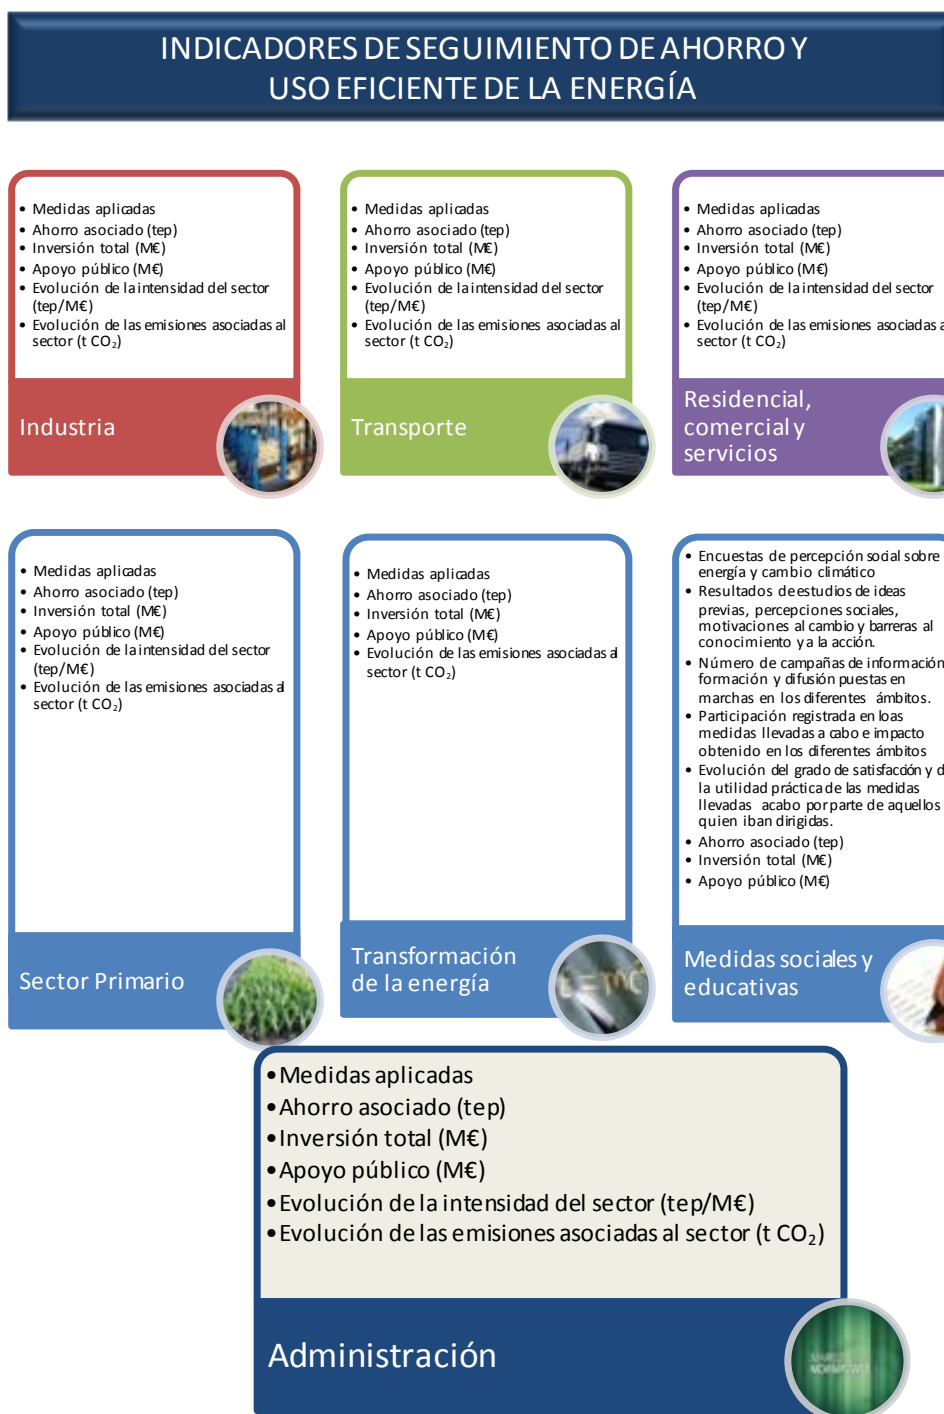 INDICADORES DE SEGUIMIENTO DE AHORRO Y
USO EFICIENTE DE LA ENERGÍA
• Medidas aplicadas
• Ahorro asociado (tep)
• Inversión total (M€)
• Apoyo público (M€)
• Evolución de la intensidad del sector
(tep/M€)
• Evolución de las emisiones asociadas al
sector (t CO₂)
Industria
• Medidas aplicadas
• Ahorro asociado (tep)
• Inversión total (M€)
• Apoyo público (M€)
• Evolución de la intensidad del sector
(tep/M€)
• Evolución de las emisiones asociadas al
sector (t CO₂)
Transporte
• Medidas aplicadas
• Ahorro asociado (tep)
• Inversión total (M€)
• Apoyo público (M€)
• Evolución de la intensidad del sector
(tep/M€)
• Evolución de las emisiones asociadas a
sector (t CO₂)
Residencial,
comercial y
servicios
• Medidas aplicadas
• Ahorro asociado (tep)
• Inversión total (M€)
• Apoyo público (M€)
• Evolución de la intensidad del sector
(tep/M€)
• Evolución de las emisiones asociadas al
sector (t CO₂)
Sector Primario
• Medidas aplicadas
• Ahorro asociado (tep)
• Inversión total (M€)
• Apoyo público (M€)
• Evolución de las emisiones asociadas al
sector (t CO₂)
Transformación
de la energía
• Encuestas de percepción social sobre
energía y cambio climático
• Resultados de estudios de ideas
previas, percepciones sociales,
motivaciones al cambio y barreras al
conocimiento y a la acción.
• Número de campañas de información
formación y difusión puestas en
marchas en los diferentes ámbitos.
• Participación registrada en loas
medidas llevadas a cabo e impacto
obtenido en los diferentes ámbitos
• Evolución del grado de satisfacción y d
la utilidad práctica de las medidas
llevadas acabo por parte de aquellos
quien iban dirigidas.
• Ahorro asociado (tep)
• Inversión total (M€)
• Apoyo público (M€)
Medidas sociales y
educativas
• Medidas aplicadas
• Ahorro asociado (tep)
• Inversión total (M€)
• Apoyo público (M€)
• Evolución de la intensidad del sector (tep/M€)
• Evolución de las emisiones asociadas al sector (t CO₂)
Administración